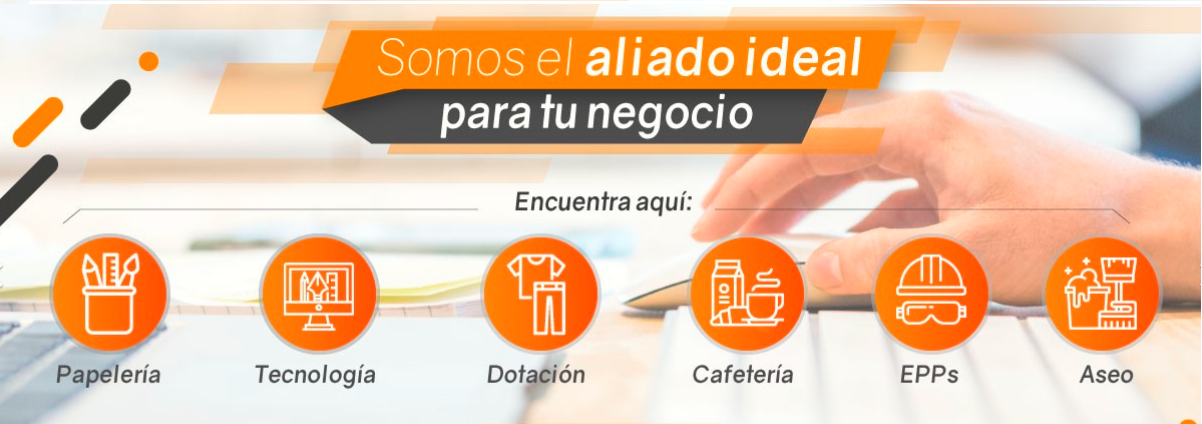 Somos el aliado ideal
para tu negocio
Encuentra aquí:
Papelería
Tecnología
Dotación
Cafetería
EPPs
Aseo